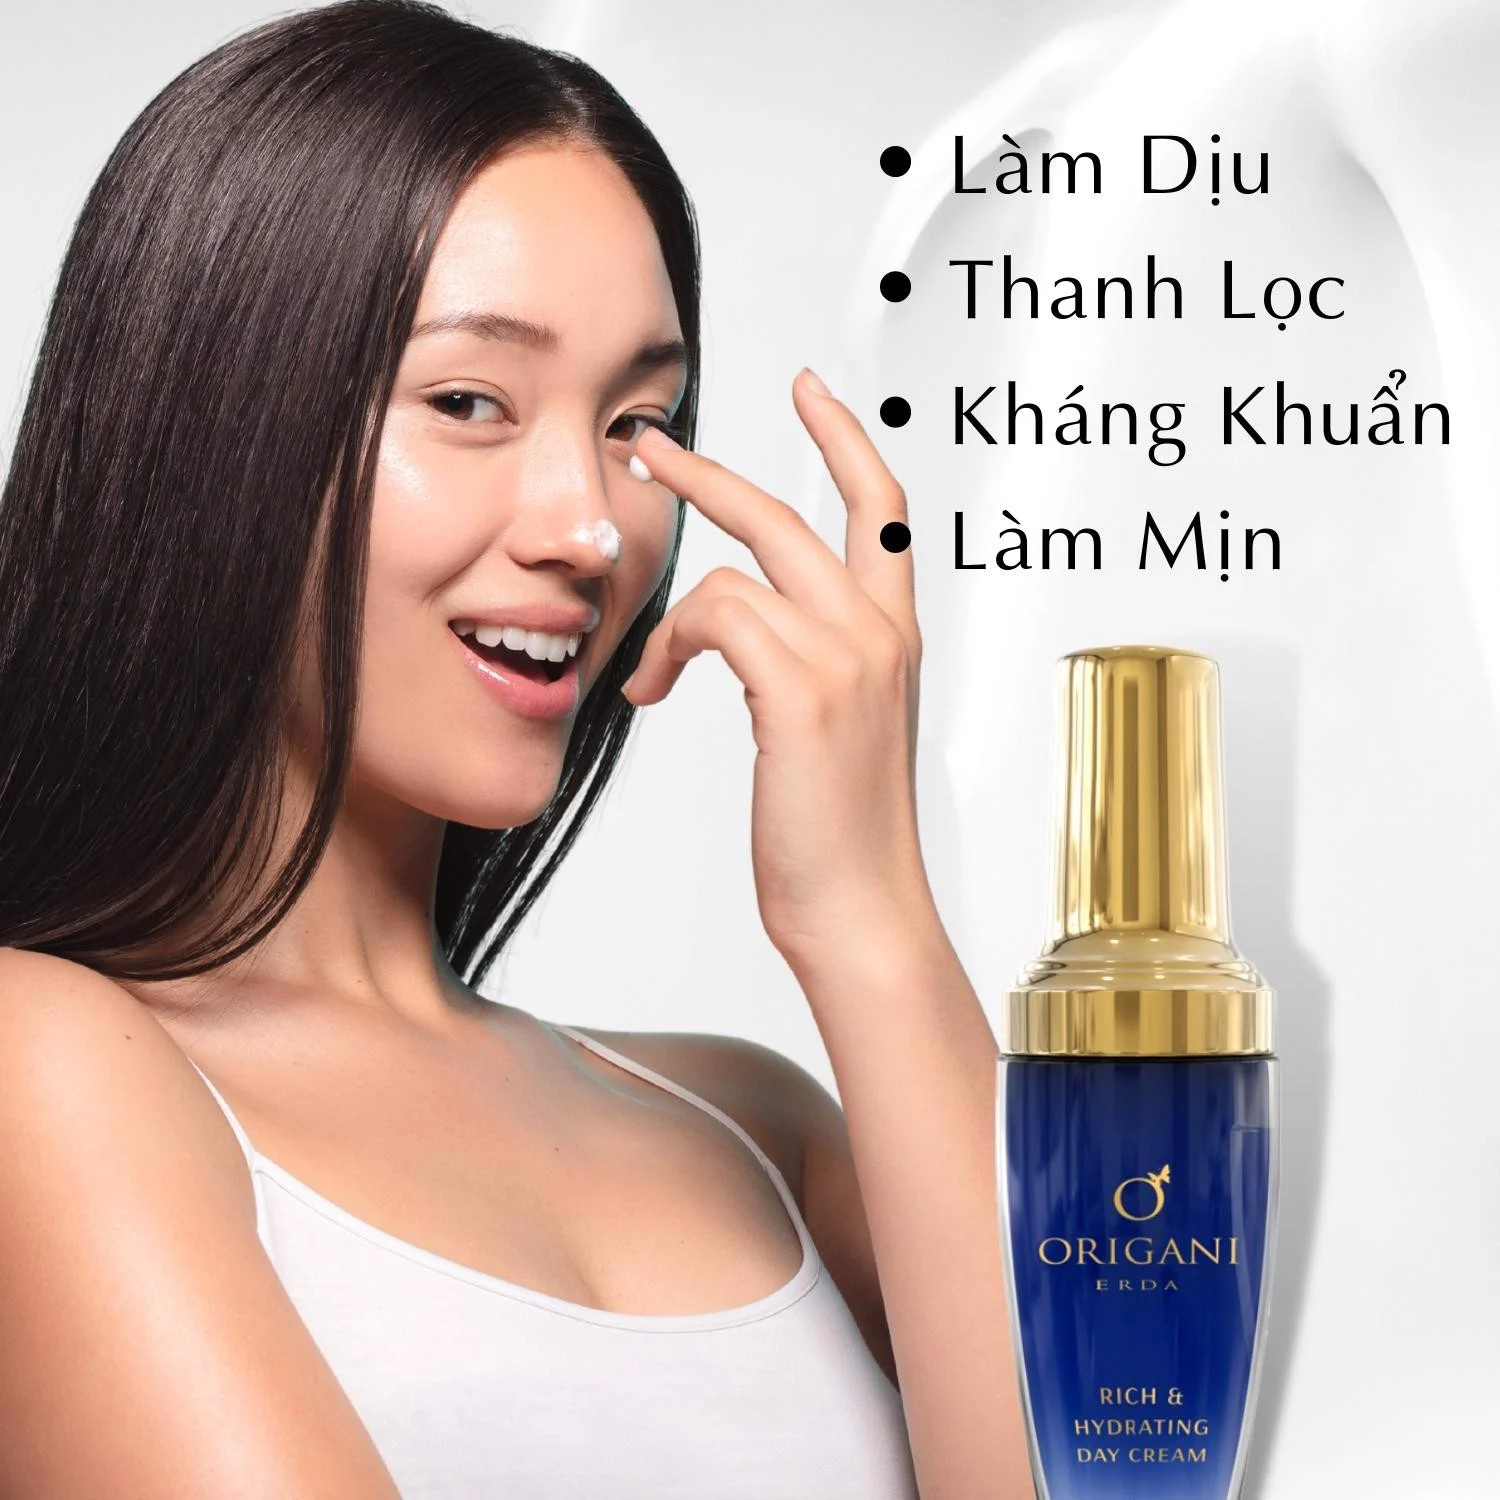 • Làm Dịu
• Thanh Lọc
• Kháng Khuẩn
• Làm Mịn
ORIGANI
ERDA
RICH &
HYDRATING
DAY CREAM